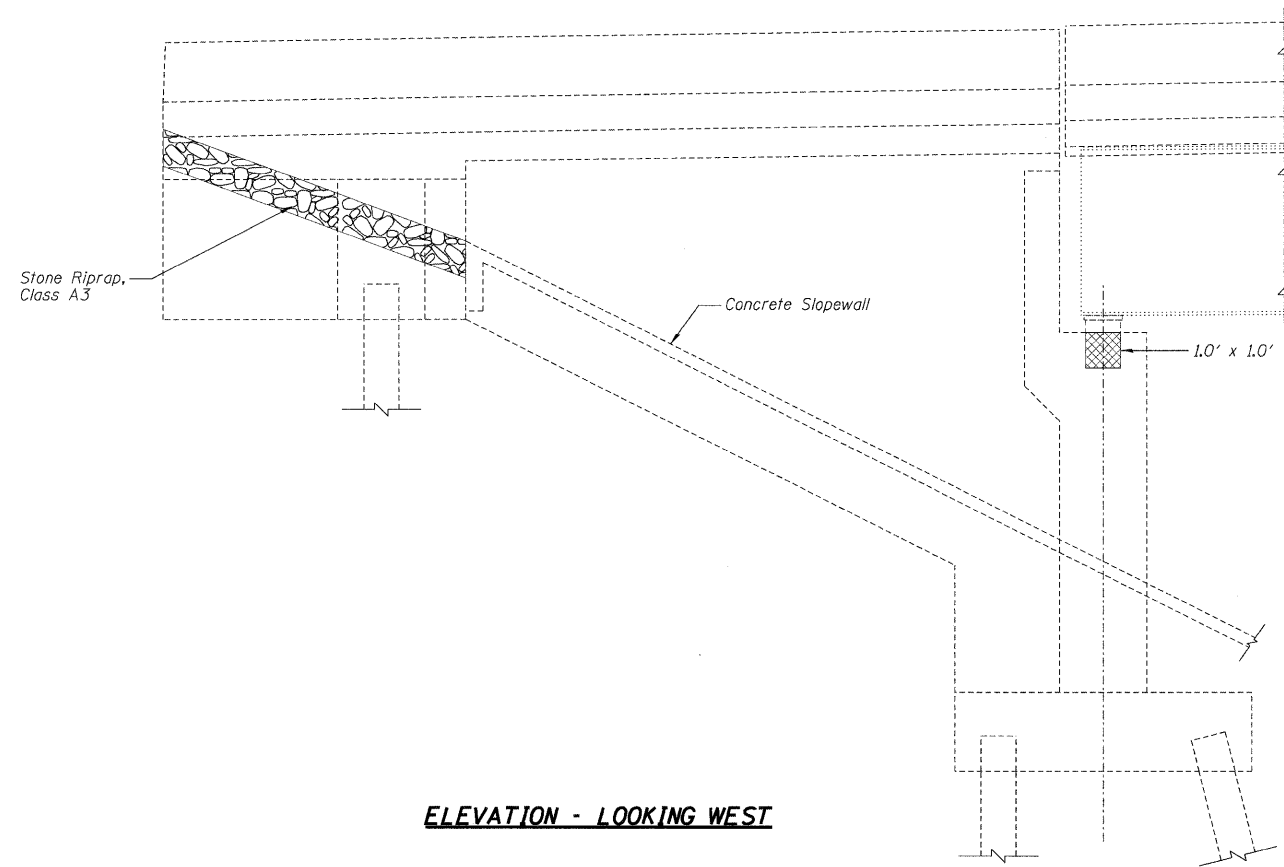 Stone Riprap,
Class A3
Concrete Slopewall
1.0' x 1.0'
ELEVATION - LOOKING WEST